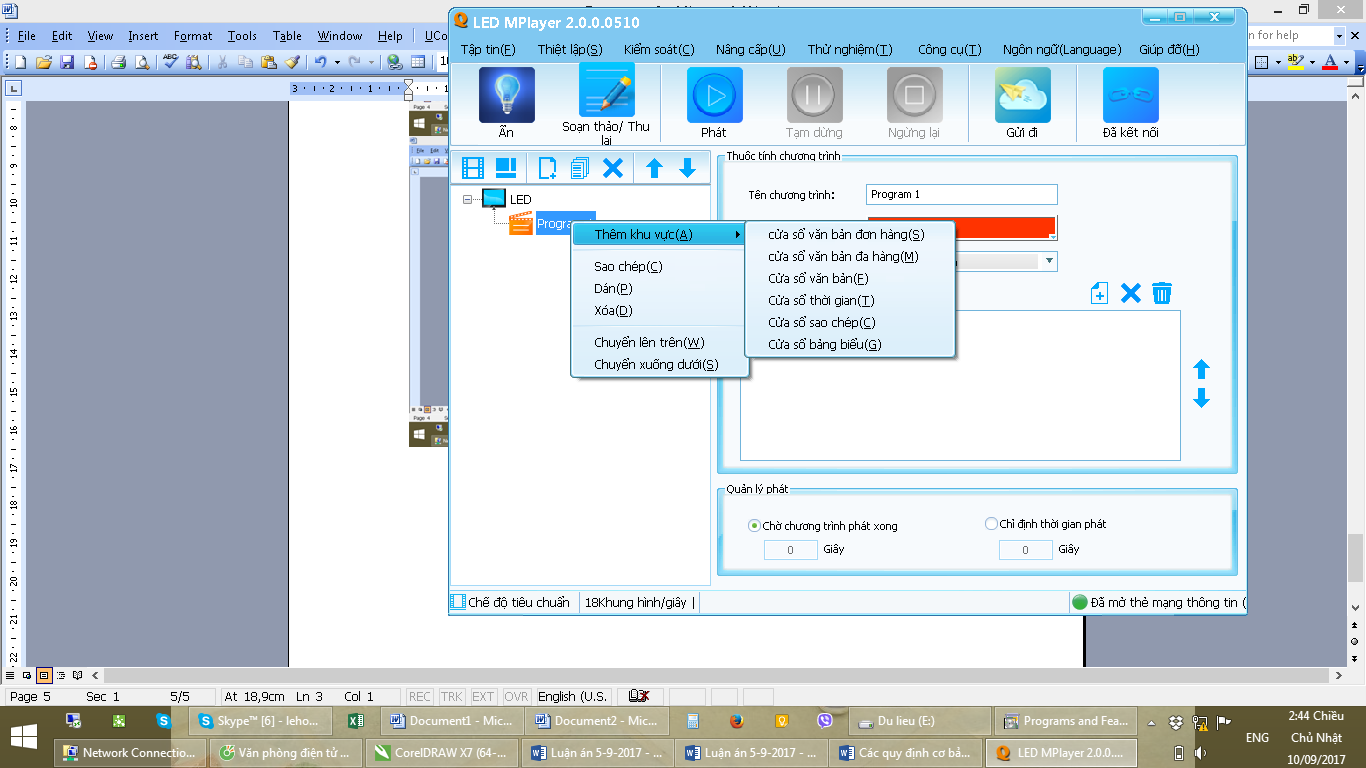 LED MPlayer 2.0.0.0510
File Edit View Insert Format Tools Table Window Help
Tập tin(F) Thiết lập(S) Kiểm soát(C) Nâng cấp(U) Thử nghiệm(T) Công cụ(T) Ngôn ngữ(Language) Giúp đỡ(H)
n for help
Ẩn
Soạn thảo/ Thu lại
Phát
Tạm dừng
Ngừng lại
Gửi đi
Đã kết nối
LED
Thêm khu vực(A)
Sao chép(C)
Dán(P)
Xóa(D)
Chuyển lên trên(W)
Chuyển xuống dưới(S)
cửa sổ văn bản đơn hàng(S)
cửa sổ văn bản đa hàng(M)
Cửa sổ văn bản(F)
Cửa sổ thời gian(T)
Cửa sổ sao chép(C)
Cửa sổ bảng biểu(G)
Thuộc tính chương trình
Tên chương trình: Program 1
Quản lý phát
Chờ chương trình phát xong
0 Giây
Chỉ định thời gian phát
0 Giây
Chế độ tiêu chuẩn 18Khung hình/giây
Đã mở thẻ mạng thông tin (
Page 5 Sec 1 5/5 At 18,9cm Ln 3 Col 1 REC TRK EXT OVR English (U.S.
Skype™ [6] - leho... Document1 - Mic... Document2 - Mic... Du lieu (E:) Programs and Fea...
Network Connectio... Văn phòng điện tử ... CorelDRAW X7 (64-... Luận án 5-9-2017 - ... Luận án 5-9-2017 - ... Các quy định cơ bả... LED MPlayer 2.0.0....
ENG
2:44 Chiều
Chủ Nhật
10/09/2017